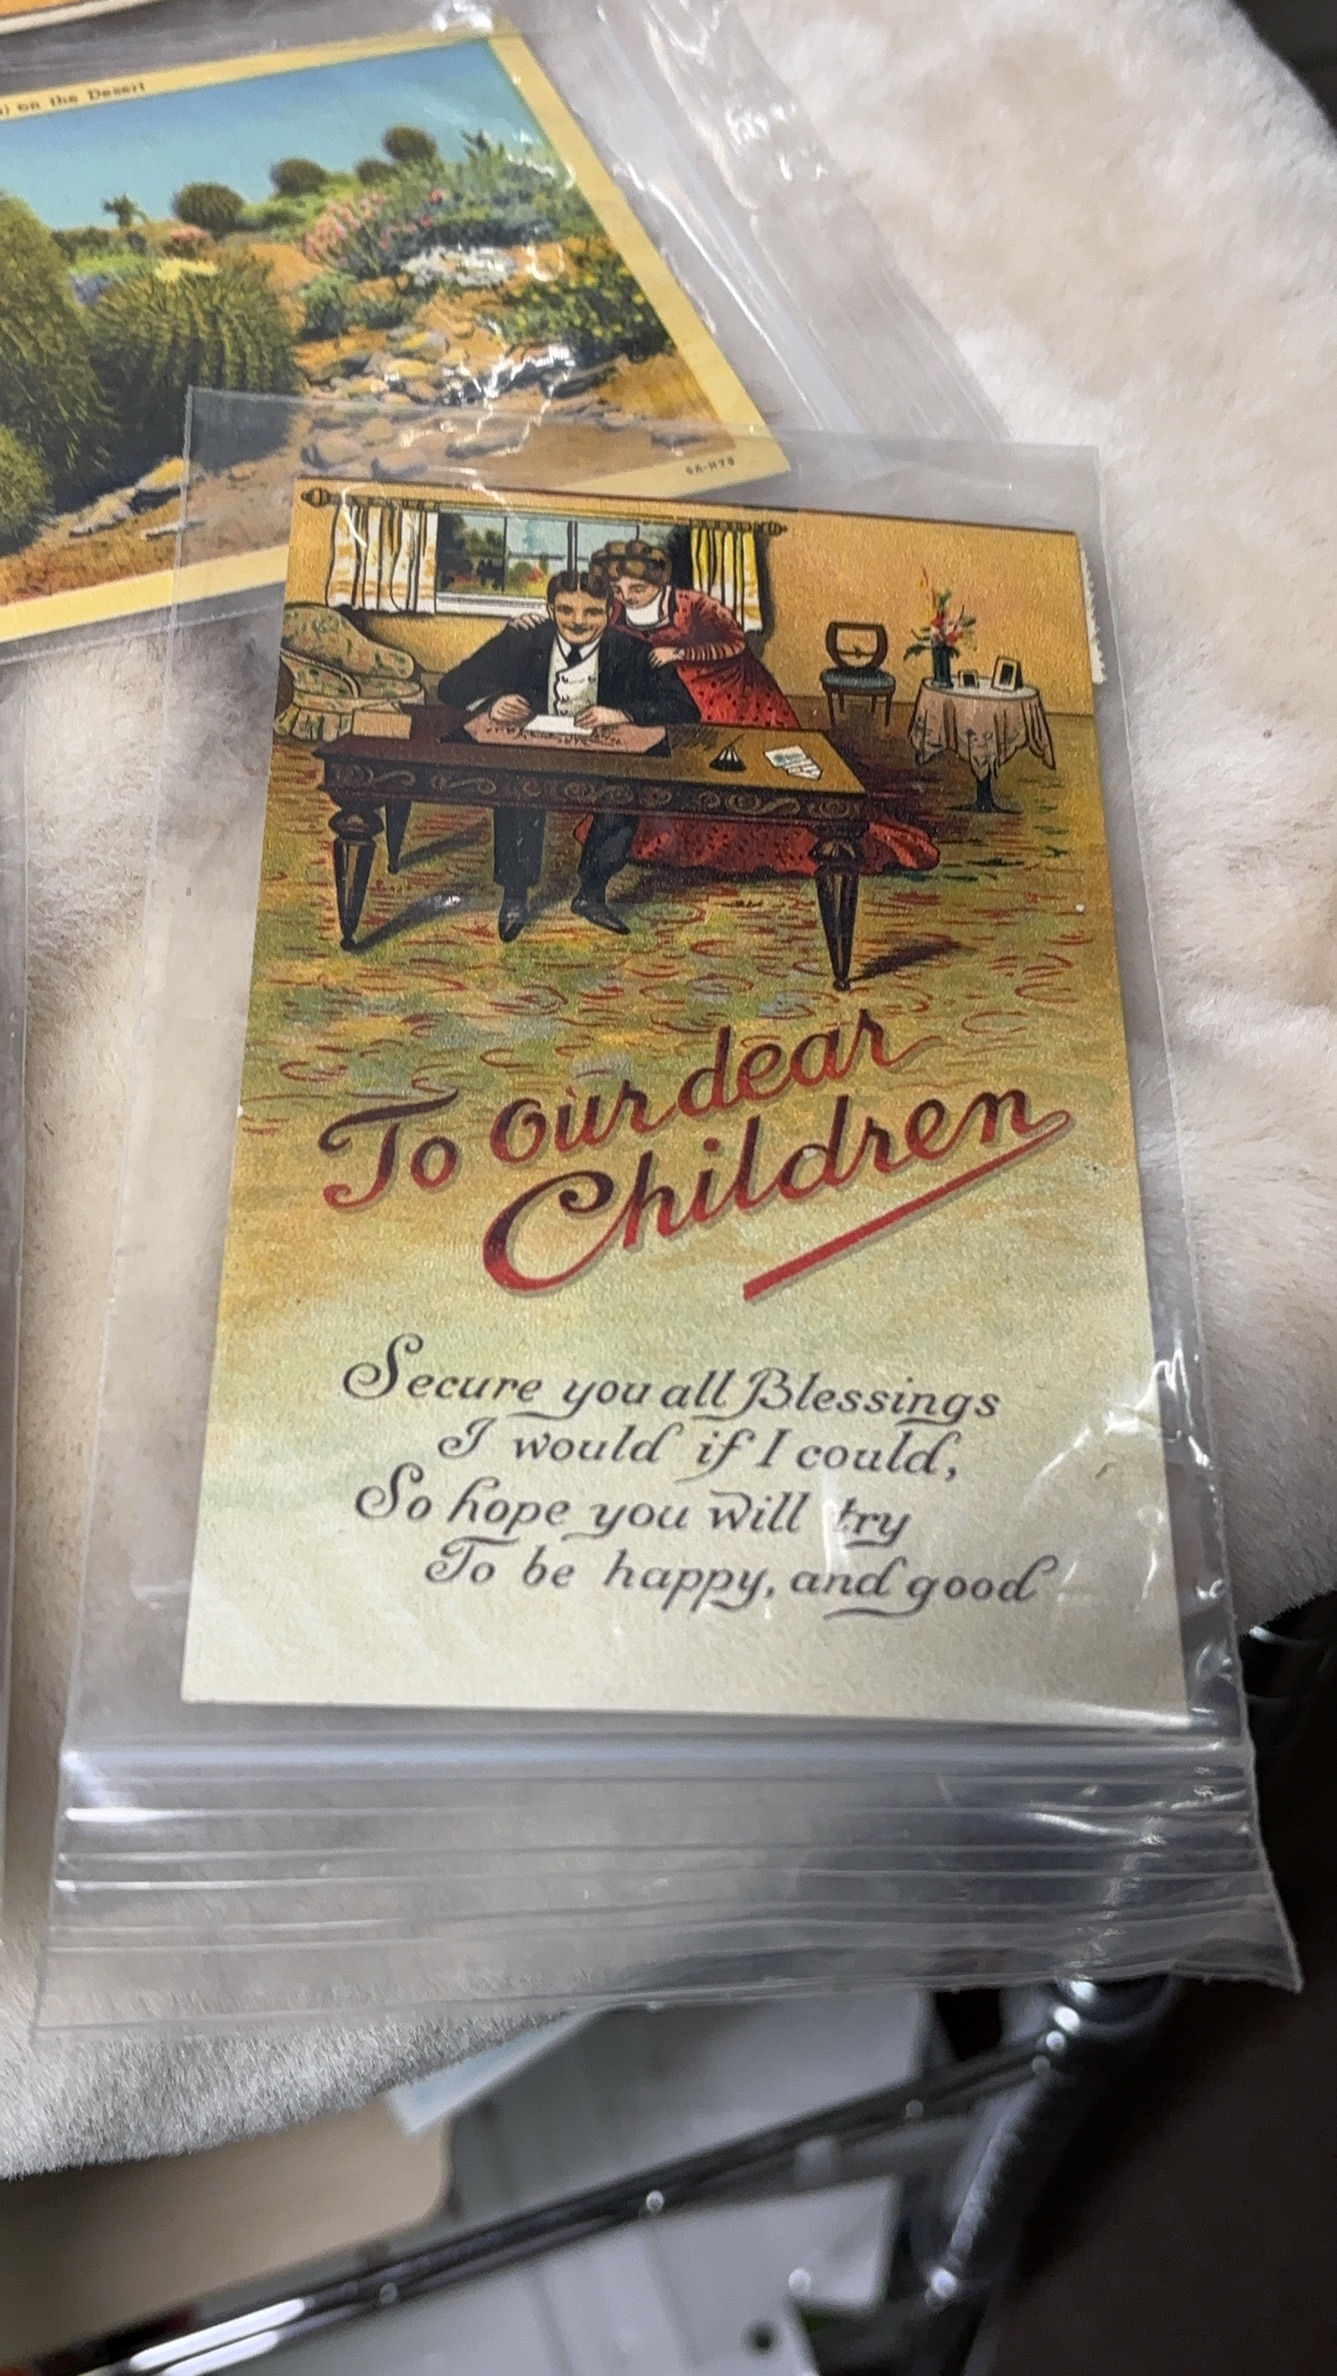 on the Desert
6A-H73
To our dear
Children
Secure you all Blessings
I would if I could,
So hope you will try
To be happy, and good